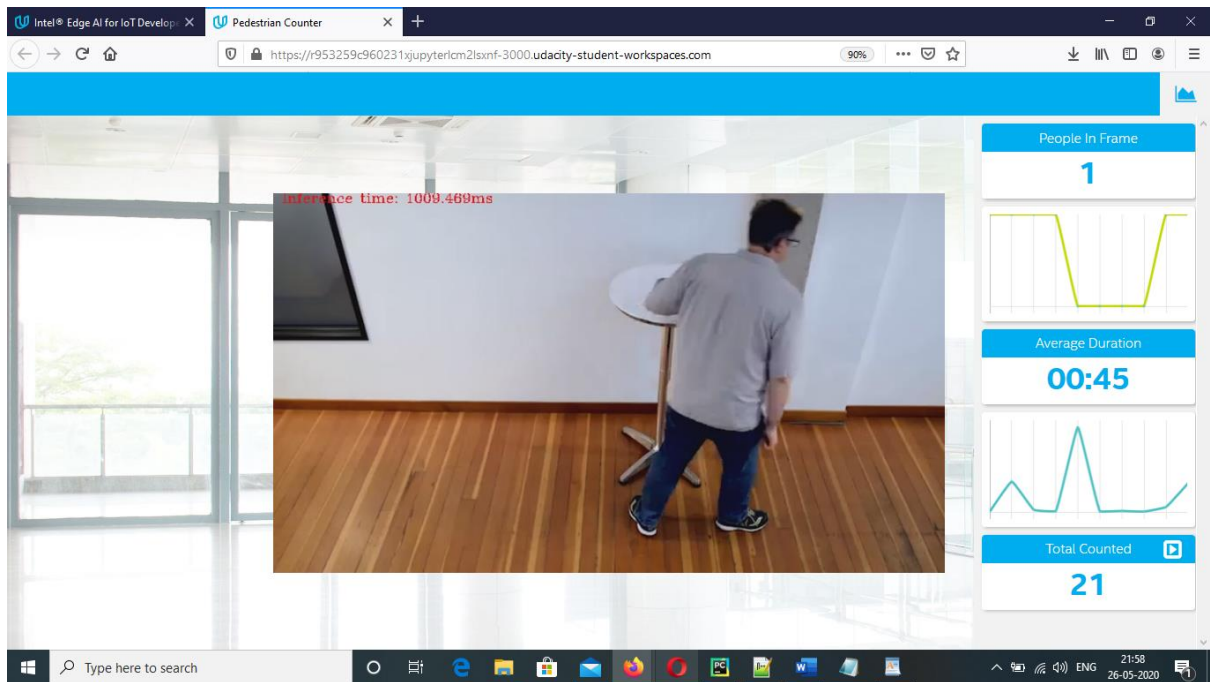 Intel® Edge AI for IoT Develop
Pedestrian Counter
https://r953259c960231xjupyterlcm2lsxnf-3000.udacity-student-workspaces.com
90%
People In Frame
1
Inference time: 1009.469ms
Average Duration
00:45
Total Counted
21
Type here to search
ENG
21:58
26-05-2020